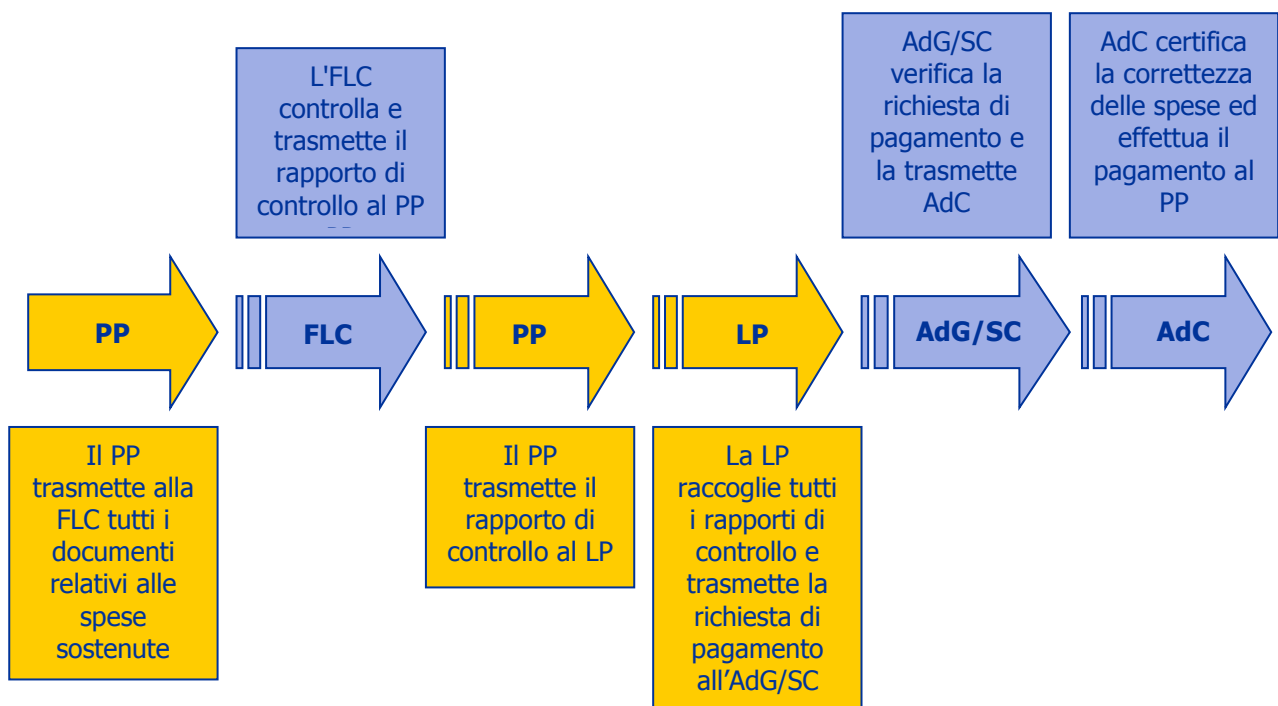 L'FLC
controlla e
trasmette il
rapporto di
controllo al PP
AdG/SC
verifica la
richiesta di
pagamento e
la trasmette
AdC
AdC certifica
la correttezza
delle spese ed
effettua il
pagamento al
PP
PP
FLC
PP
LP
AdG/SC
AdC
Il PP
trasmette alla
FLC tutti i
documenti
relativi alle
spese
sostenute
Il PP
trasmette il
rapporto di
controllo al LP
La LP
raccoglie tutti
i rapporti di
controllo e
trasmette la
richiesta di
pagamento
all’AdG/SC